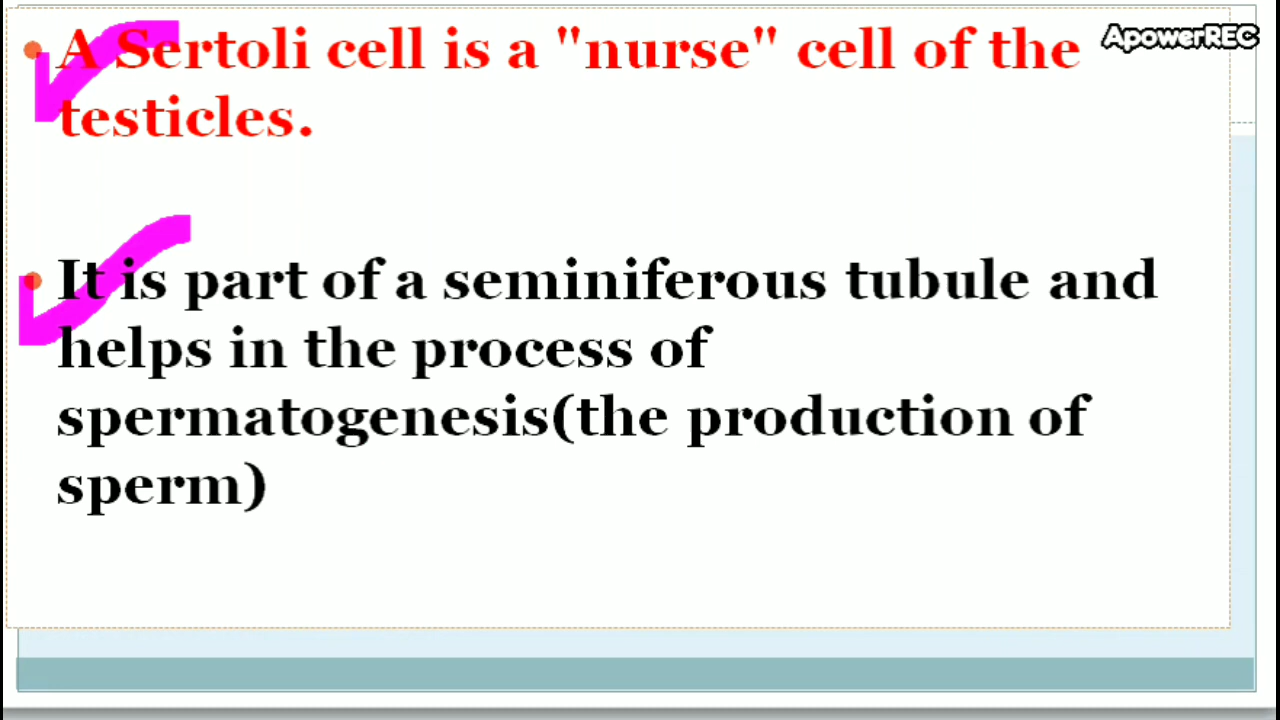 ApowerREC
• A Sertoli cell is a "nurse" cell of the
testicles.
• It is part of a seminiferous tubule and
helps in the process of
spermatogenesis(the production of
sperm)